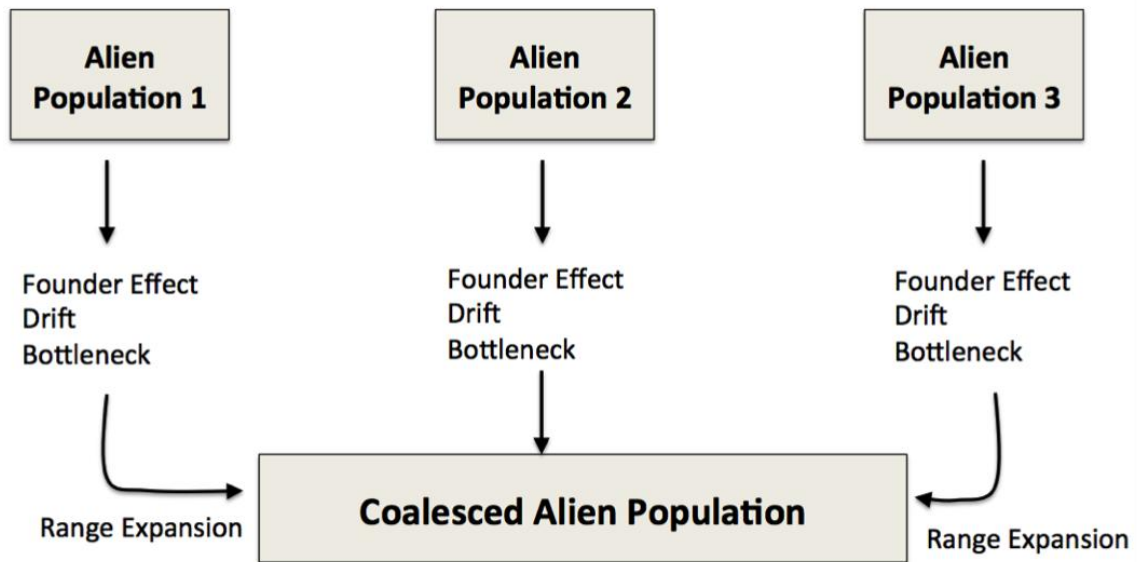 Alien
Population 1
Alien
Population 2
Alien
Population 3
Founder Effect
Drift
Bottleneck
Founder Effect
Drift
Bottleneck
Founder Effect
Drift
Bottleneck
Coalesced Alien Population
Range Expansion
Range Expansion